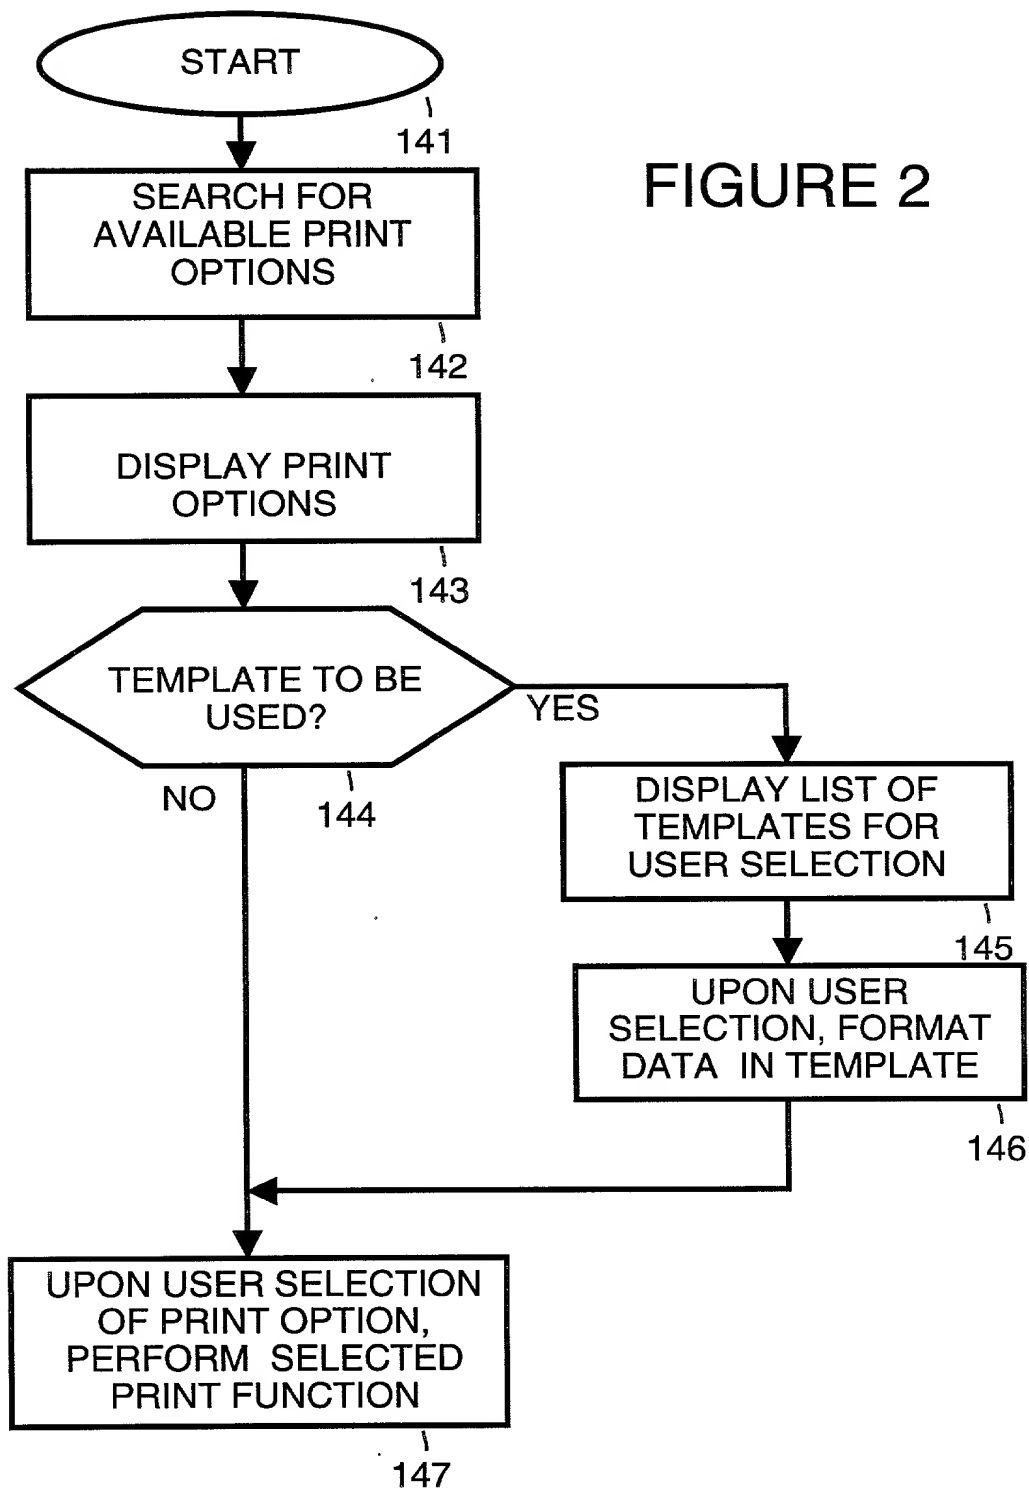 START
141
FIGURE 2
SEARCH FOR
AVAILABLE PRINT
OPTIONS
142
DISPLAY PRINT
OPTIONS
143
TEMPLATE TO BE
USED?
YES
NO
144
DISPLAY LIST OF
TEMPLATES FOR
USER SELECTION
145
UPON USER
SELECTION, FORMAT
DATA IN TEMPLATE
146
UPON USER SELECTION
OF PRINT OPTION,
PERFORM SELECTED
PRINT FUNCTION
147